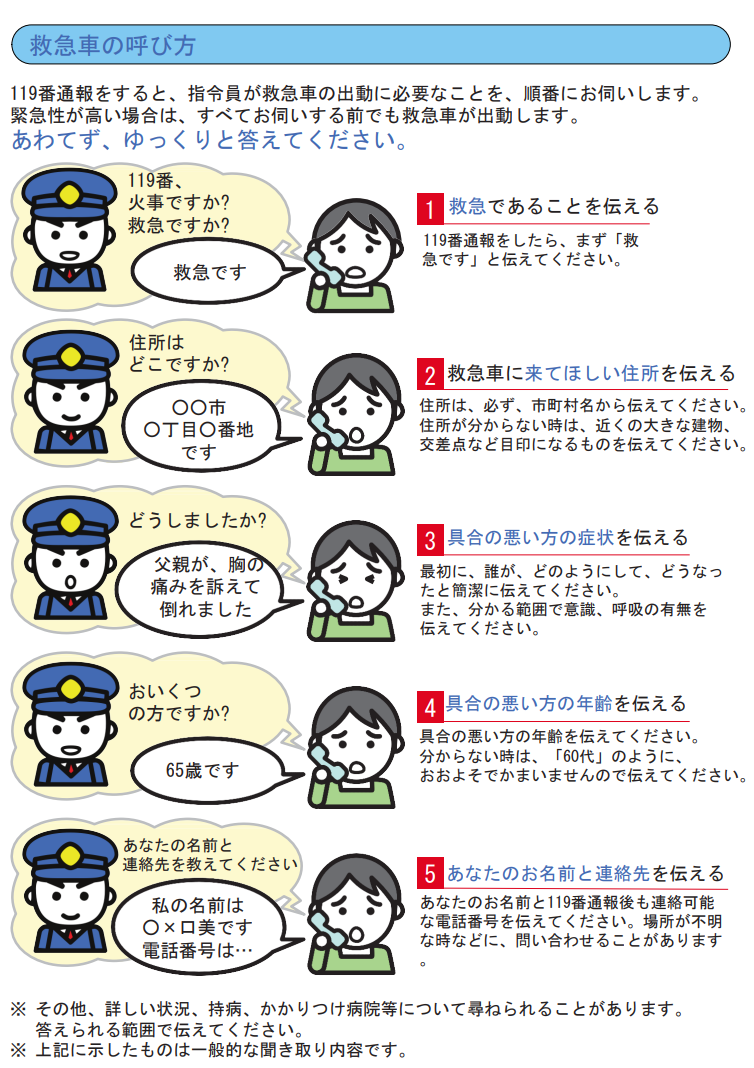 救急車の呼び方
119番通報をすると、指令員が救急車の出動に必要なことを、順番にお伺いします。
緊急性が高い場合は、すべてお伺いする前でも救急車が出動します。
あわてず、ゆっくりと答えてください。
119番、
火事ですか?
救急ですか?
救急です
1 救急であることを伝える
119番通報をしたら、まず「救
急です」と伝えてください。
住所は
どこですか?
〇〇市
〇丁目〇番地
です
2 救急車に来てほしい住所を伝える
住所は、必ず、市町村名から伝えてください。
住所が分からない時は、近くの大きな建物、
交差点など目印になるものを伝えてください。
どうしましたか?
父親が、胸の
痛みを訴えて
倒れました
3 具合の悪い方の症状を伝える
最初に、誰が、どのようにして、どうなっ
たと簡潔に伝えてください。
また、分かる範囲で意識、呼吸の有無を
伝えてください。
おいくつ
の方ですか?
65歳です
4 具合の悪い方の年齢を伝える
具合の悪い方の年齢を伝えてください。
分からない時は、「60代」のように、
おおよそでかまいませんので伝えてください。
あなたの名前と
連絡先を教えてください
私の名前は
〇×口美です
電話番号は…
5 あなたのお名前と連絡先を伝える
あなたのお名前と119番通報後も連絡可能
な電話番号を伝えてください。場所が不明
な時などに、問い合わせることがあります
。
※ その他、詳しい状況、持病、かかりつけ病院等について尋ねられることがあります。
答えられる範囲で伝えてください。
※ 上記に示したものは一般的な聞き取り内容です。